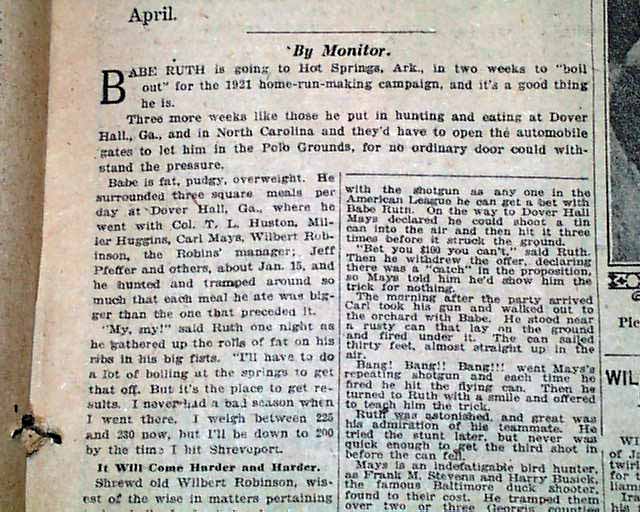 April.
By Monitor.
BABE RUTH is going to Hot Springs, Ark., in two weeks to "boil
out" for the 1921 home-run-making campaign, and it's a good thing
he is.
Three more weeks like those he put in hunting and eating at Dover
Hall, Ga., and in North Carolina and they'd have to open the automobile
gates to let him in the Polo Grounds, for no ordinary door could with-
stand the pressure.
Babe is fat, pudgy, overweight. He
surrounded three square meals per
day at Dover Hall, Ga., where he
went with Col. T. L. Huston, Mil-
ler Huggins, Carl Mays, Wilbert Rob-
inson, the Robins' manager; Jeff
Pfeffer and others, about Jan. 15, and
he hunted and tramped around so
much that each meal he ate was big-
ger than the one that preceded it.
"My, my!" said Ruth one night as
he gathered up the rolls of fat on his
ribs in his big fists. "I'll have to do
a lot of boiling at the springs to get
that off. But it's the place to get re-
sults. I never had a bad season when
I went there. I weigh between 225
and 230 now, but I'll be down to 200
by the time I hit Shreveport.
It Will Come Harder and Harder.
Shrewd old Wilbert Robinson, wis-
est of the wise in matters pertaining
with the shotgun as any one in the
American League he can get a bet with
Babe Ruth. On the way to Dover Hall
Mays declared he could shoot a tin
can into the air and then hit it three
times before it struck the ground.
"Bet you $100 you can't," said Ruth.
Then he withdrew the offer, declaring
there was a "catch" in the proposition,
so Mays told him he'd show him the
trick for nothing.
The morning after the party arrived
Carl took his gun and walked out to
the orchard with Babe. He stood near
a rusty can that lay on the ground
and fired under it. The can sailed
thirty feet, almost straight up in the
air.
Bang! Bang!! Bang!!! went Mays's
repeating shotgun and each time he
fired he hit the flying can. Then he
turned to Ruth with a smile and offered
to teach him the trick.
Ruth was astonished, and great was
his admiration of his teammate. He
tried the stunt later, but never was
quick enough to get the third shot in
before the can fell.
Mays is an indefatigable bird hunter,
as Frank M. Stevens and Harry Busick,
the famous Baltimore duck shooter,
found to their cost. He tramped them
over two or three Georgia counties
Ple
WIL